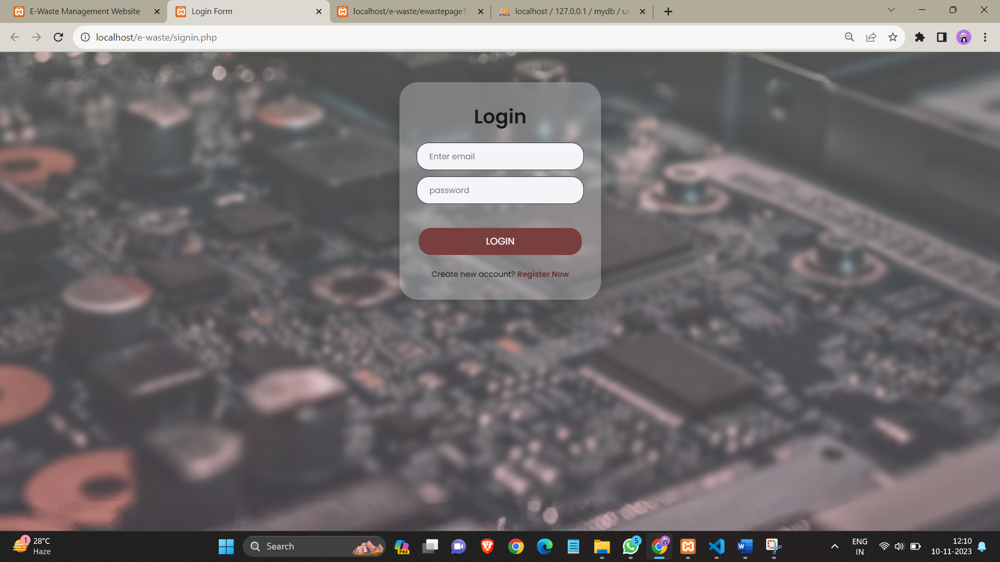 E-Waste Management Website
Login Form
localhost/e-waste/ewastepage1.
localhost / 127.0.0.1 / mydb / us
PMA
localhost/e-waste/signin.php
Login
Enter email
password
LOGIN
Create new account? Register Now
1
28°C
Haze
Search
PRE
5
W
ENG
IN
12:10
10-11-2023